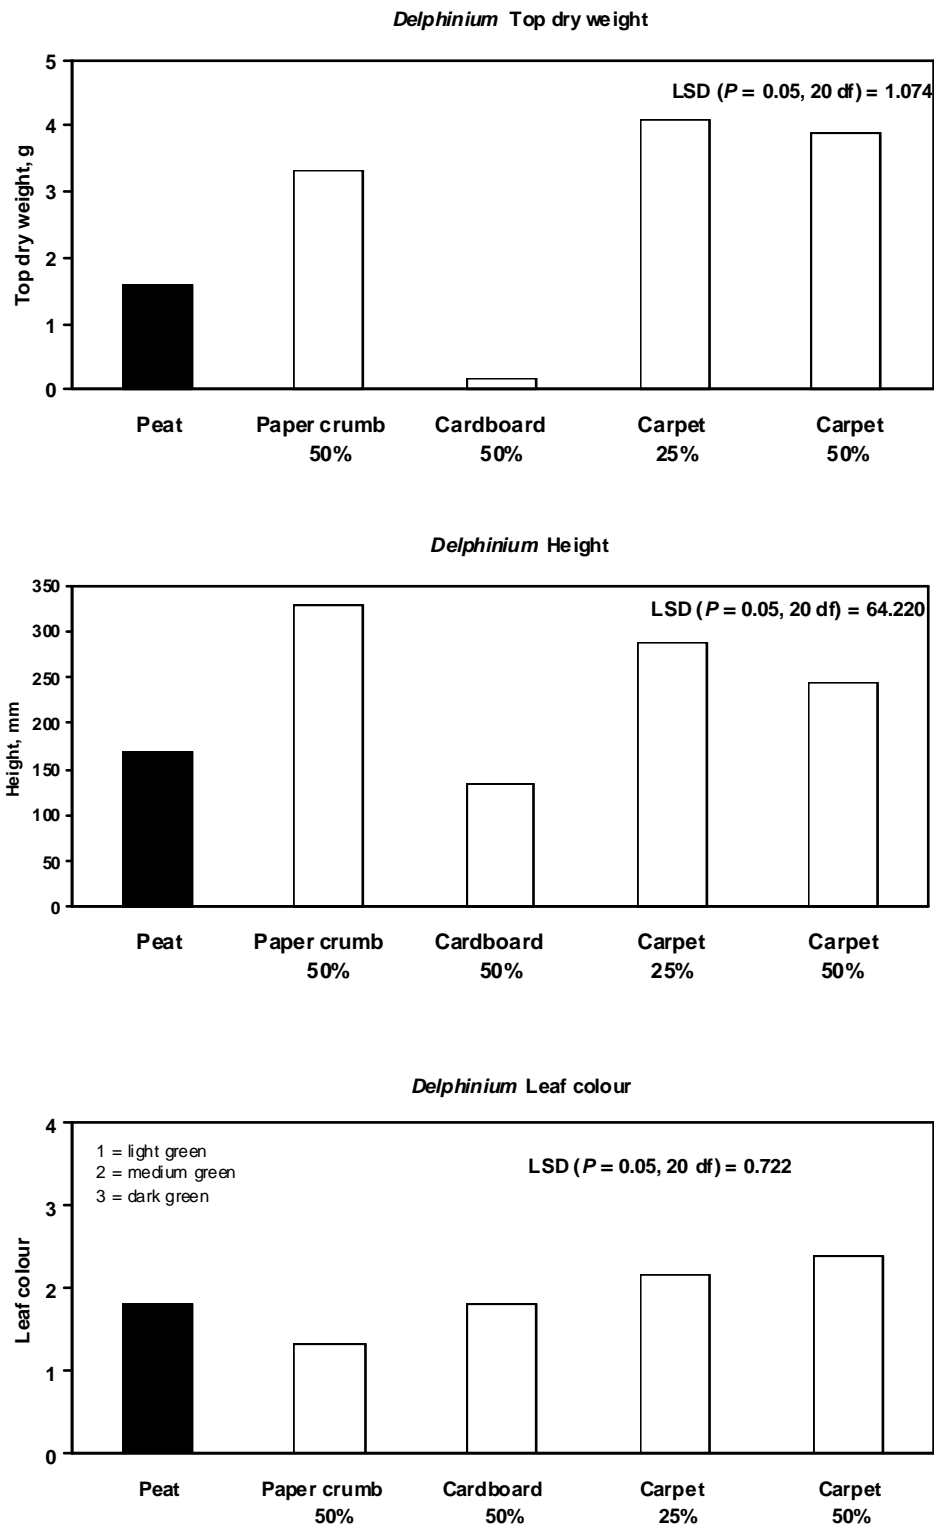 Delphinium Top dry weight
5
LSD (P = 0.05, 20 df) = 1.074
4
3
2
1
0
Top dry weight, g
Peat Paper crumb Cardboard Carpet Carpet
50% 50% 25% 50%
Delphinium Height
350
LSD (P = 0.05, 20 df) = 64.220
300
250
200
150
100
50
0
Height, mm
Peat Paper crumb Cardboard Carpet Carpet
50% 50% 25% 50%
Delphinium Leaf colour
4
1 = light green
LSD (P = 0.05, 20 df) = 0.722
2 = medium green
3 = dark green
3
2
1
0
Leaf colour
Peat Paper crumb Cardboard Carpet Carpet
50% 50% 25% 50%